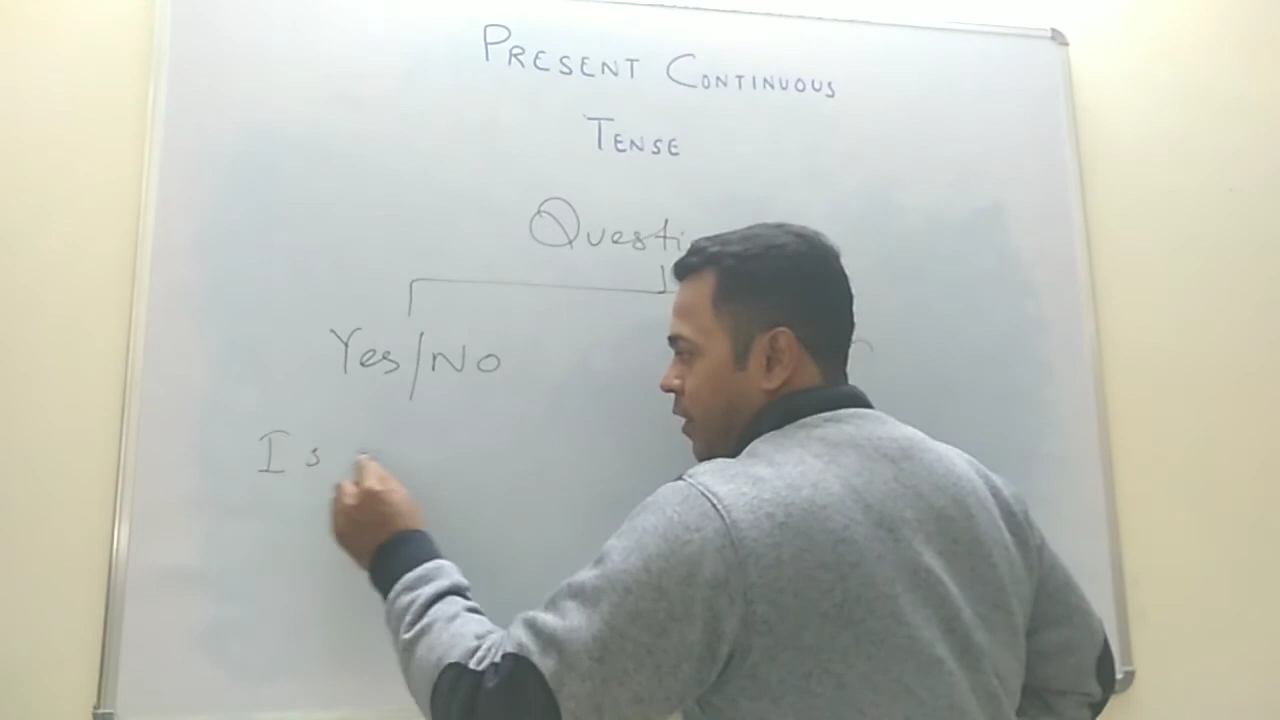 PRESENT CONTINUOUS
TENSE
Questi
Yes/No
Is